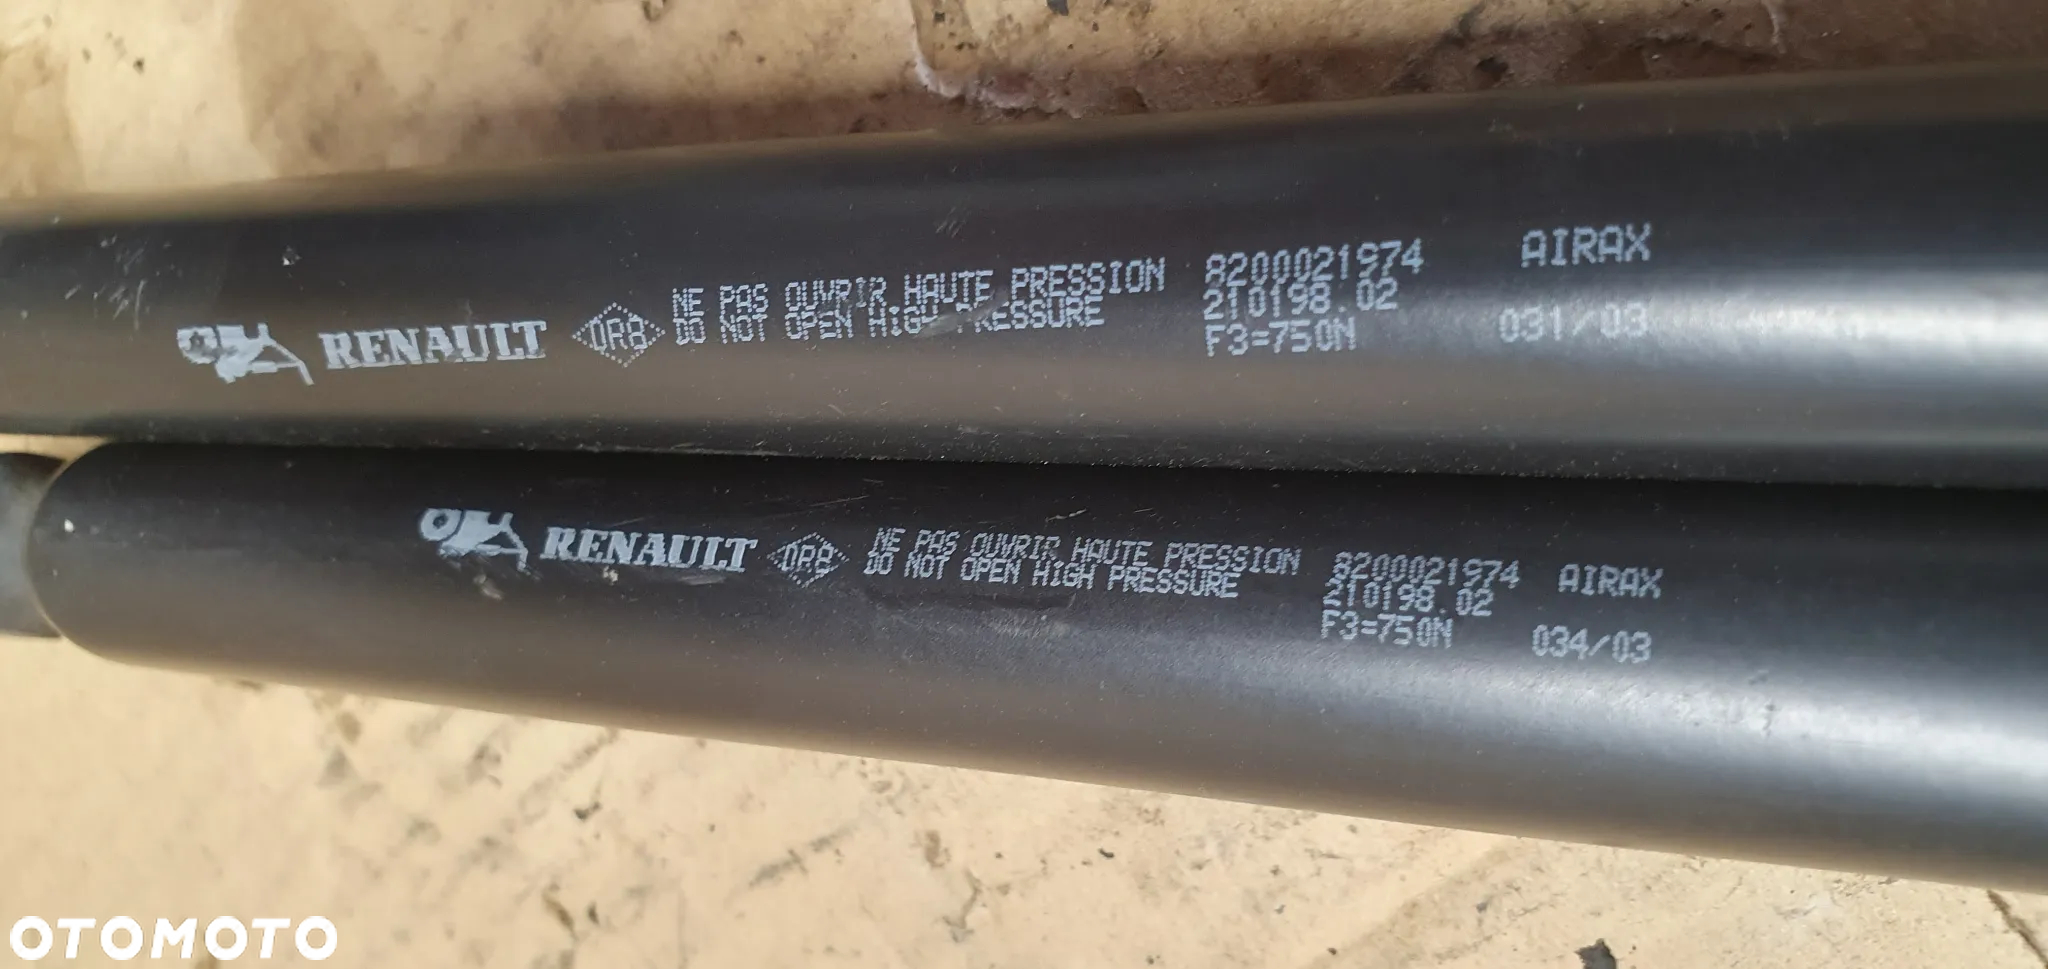 RENAULT DR8 NE PAS OUVRIR HAUTE PRESSION 8200021974 AIRAX
DO NOT OPEN HIGH PRESSURE 210198.02
F3=750N 031/03
RENAULT DR8 NE PAS OUVRIR HAUTE PRESSION 8200021974 AIRAX
DO NOT OPEN HIGH PRESSURE 210198.02
F3=750N 034/03
OTOMOTO